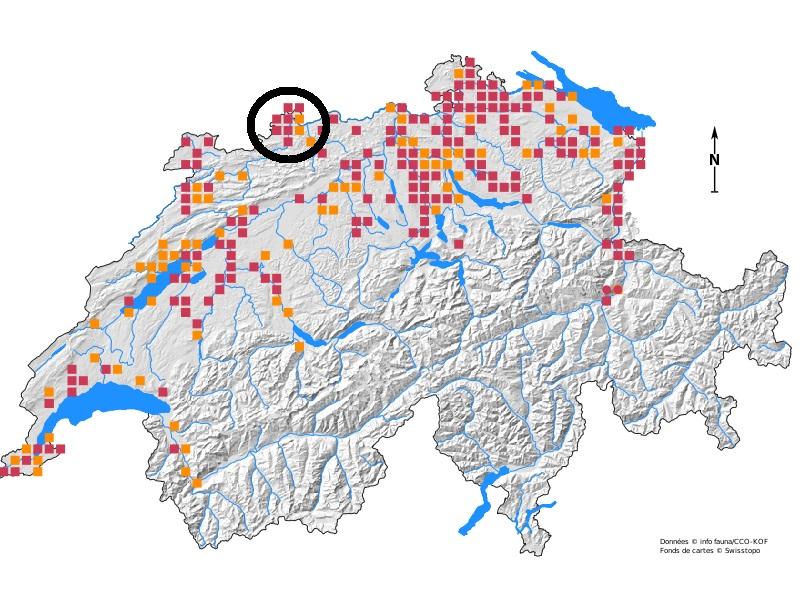 N
Données © info fauna/CCO-KOF
Fonds de cartes © Swisstopo